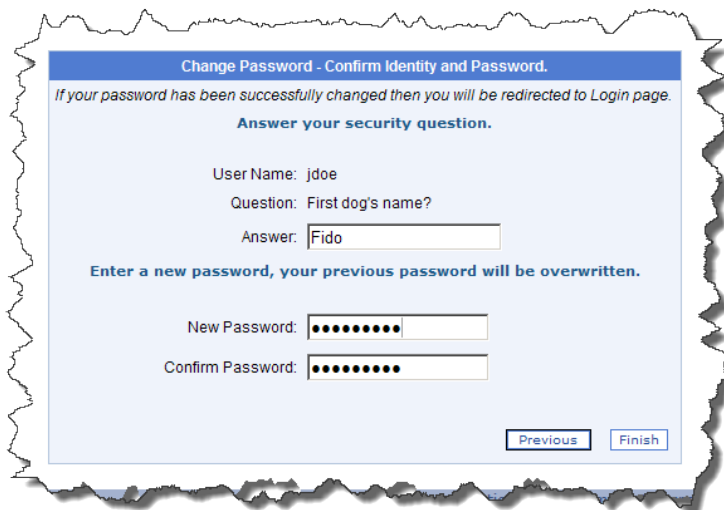 Change Password - Confirm Identity and Password.
If your password has been successfully changed then you will be redirected to Login page.
Answer your security question.
User Name: jdoe
Question: First dog's name?
Answer: Fido
Enter a new password, your previous password will be overwritten.
New Password: ●●●●●●●●●
Confirm Password: ●●●●●●●●●
Previous Finish